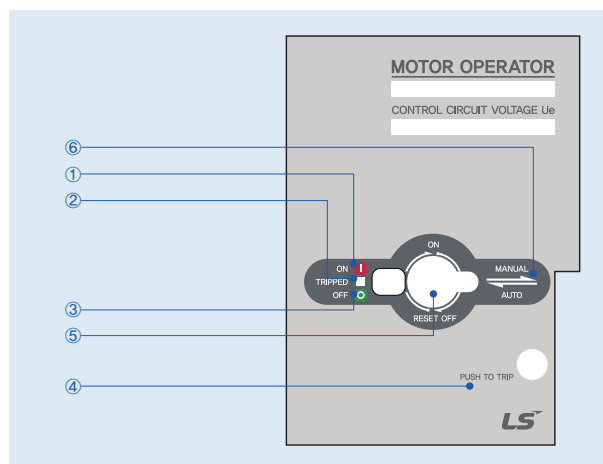 MOTOR OPERATOR
CONTROL CIRCUIT VOLTAGE Ue
⑥
①
②
ON
ON I
MANUAL
TRIPPED
OFF O
AUTO
③
RESET OFF
⑤
PUSH TO TRIP
④
LS